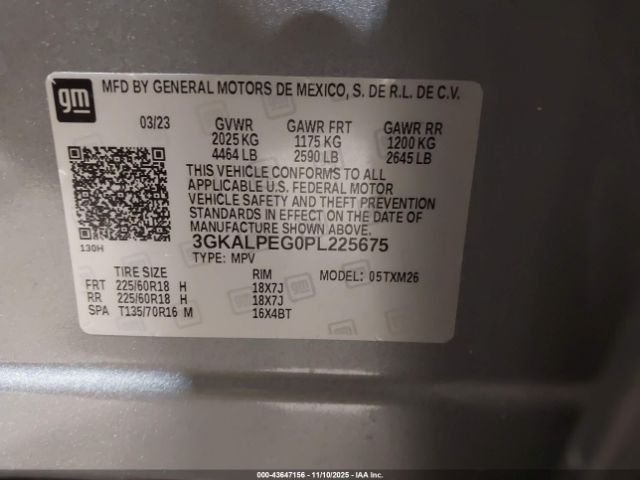 gm
MFD BY GENERAL MOTORS DE MEXICO, S. DE R.L. DE C.V.
03/23 GVWR GAWR FRT GAWR RR
2025 KG 1175 KG 1200 KG
4464 LB 2590 LB 2645 LB
THIS VEHICLE CONFORMS TO ALL
APPLICABLE U.S. FEDERAL MOTOR
VEHICLE SAFETY AND THEFT PREVENTION
STANDARDS IN EFFECT ON THE DATE OF
MANUFACTURE SHOWN ABOVE.
130H 3GKALPEG0PL225675
TYPE: MPV
TIRE SIZE RIM MODEL: 05TXM26
FRT 225/60R18 H 18X7J
RR 225/60R18 H 18X7J
SPA T135/70R16 M 16X4BT
000-43647156 - 11/10/2025 - IAA Inc.